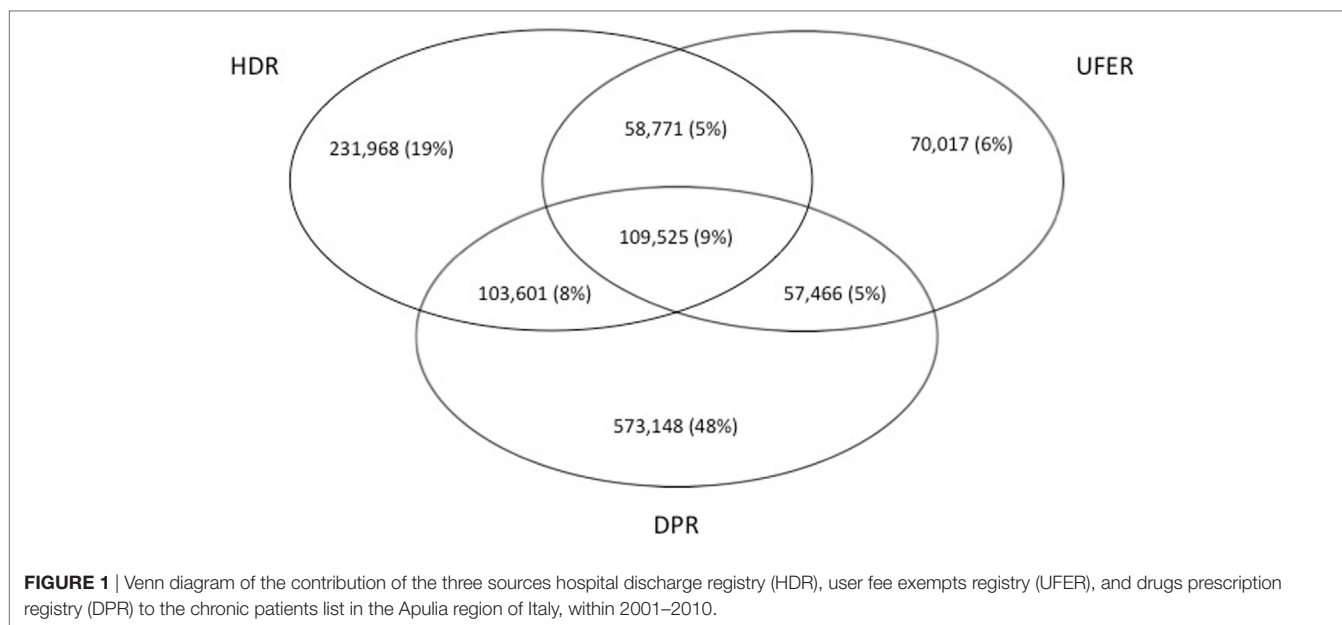 HDR
UFER
58,771 (5%)
231,968 (19%)
70,017 (6%)
109,525 (9%)
103,601 (8%)
57,466 (5%)
573,148 (48%)
DPR
FIGURE 1 | Venn diagram of the contribution of the three sources hospital discharge registry (HDR), user fee exempts registry (UFER), and drugs prescription
registry (DPR) to the chronic patients list in the Apulia region of Italy, within 2001–2010.